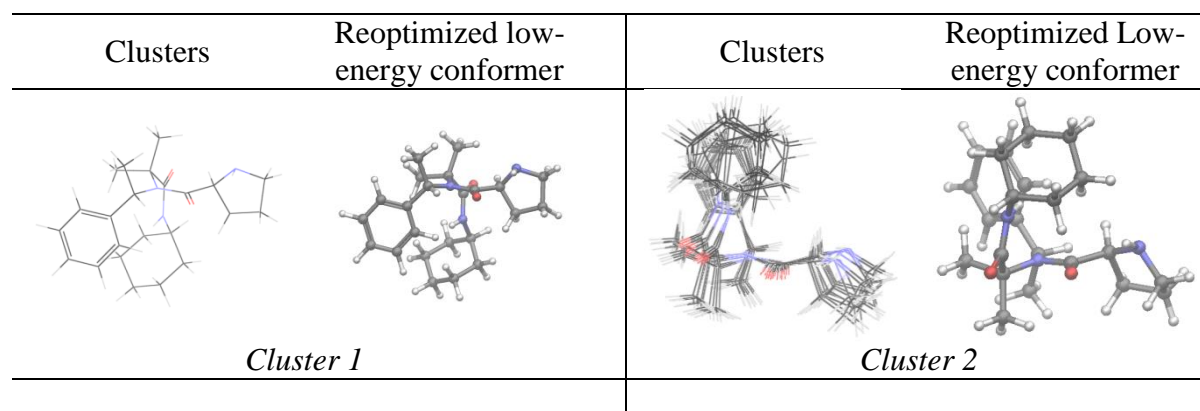 Clusters
Reoptimized low-
energy conformer
Clusters
Reoptimized Low-
energy conformer
Cluster 1
Cluster 2